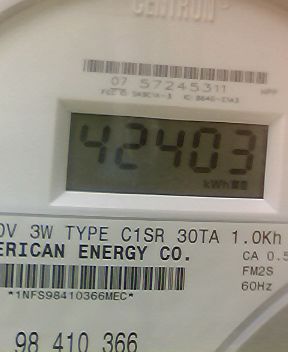 CENTRON®
07 57245311
42403
kWh
0V 3W TYPE C1SR 30TA 1.0Kh
ERICAN ENERGY CO.
CA 0.5
FM2S
60Hz
*1NFS98410366MEC*
98 410 366